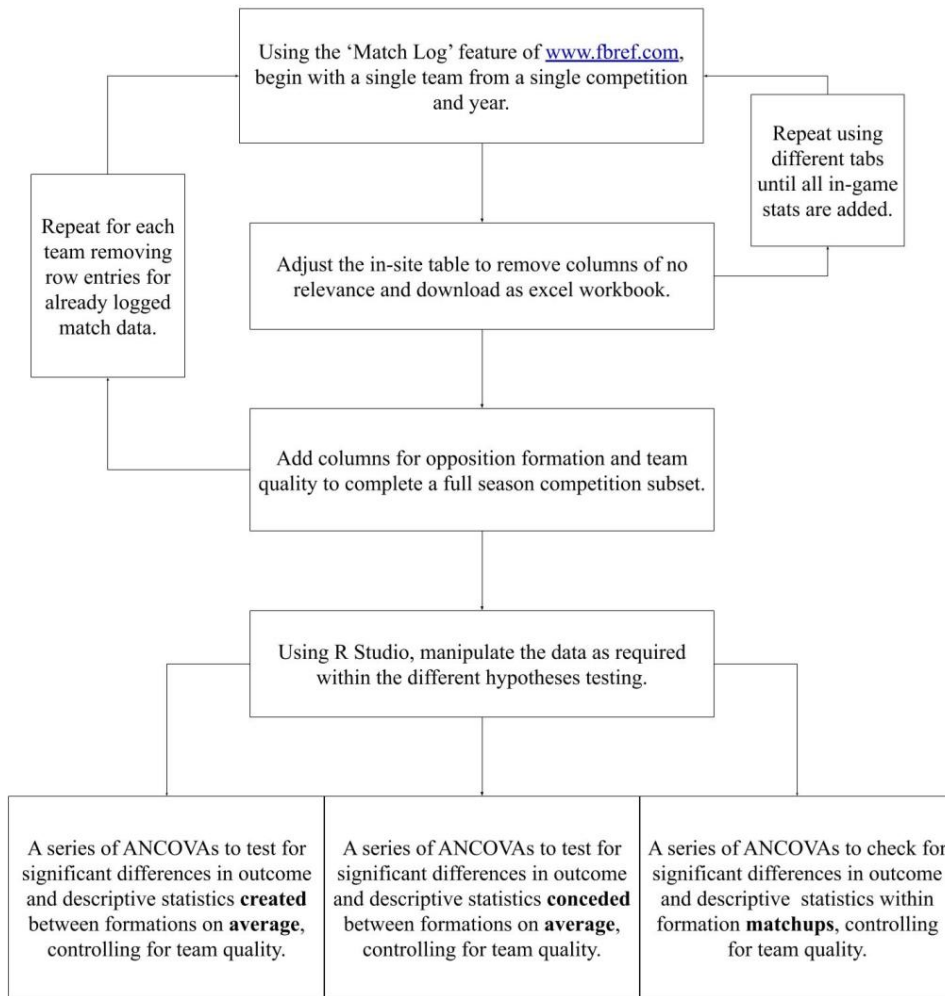 Using the ‘Match Log’ feature of www.fbref.com,
begin with a single team from a single competition
and year.
Repeat using
different tabs
until all in-game
stats are added.
Repeat for each
team removing
row entries for
already logged
match data.
Adjust the in-site table to remove columns of no
relevance and download as excel workbook.
Add columns for opposition formation and team
quality to complete a full season competition subset.
Using R Studio, manipulate the data as required
within the different hypotheses testing.
A series of ANCOVAs to test for
significant differences in outcome
and descriptive statistics created
between formations on average,
controlling for team quality.
A series of ANCOVAs to test for
significant differences in outcome
and descriptive statistics conceded
between formations on average,
controlling for team quality.
A series of ANCOVAs to check for
significant differences in outcome
and descriptive statistics within
formation matchups, controlling
for team quality.